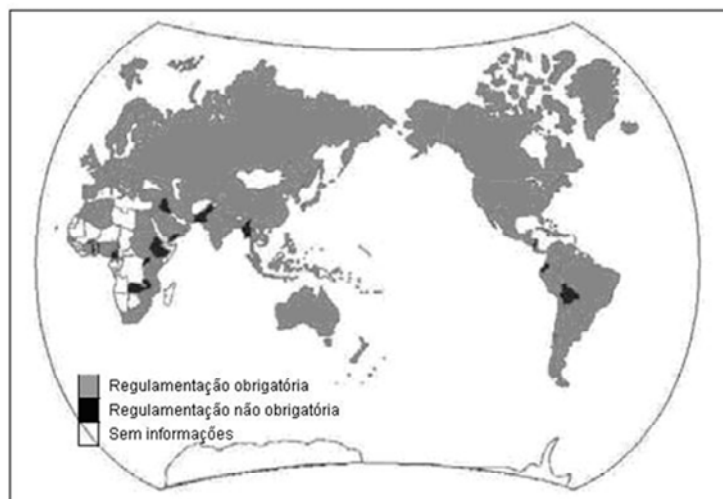 Regulamentação obrigatória
Regulamentação não obrigatória
Sem informações